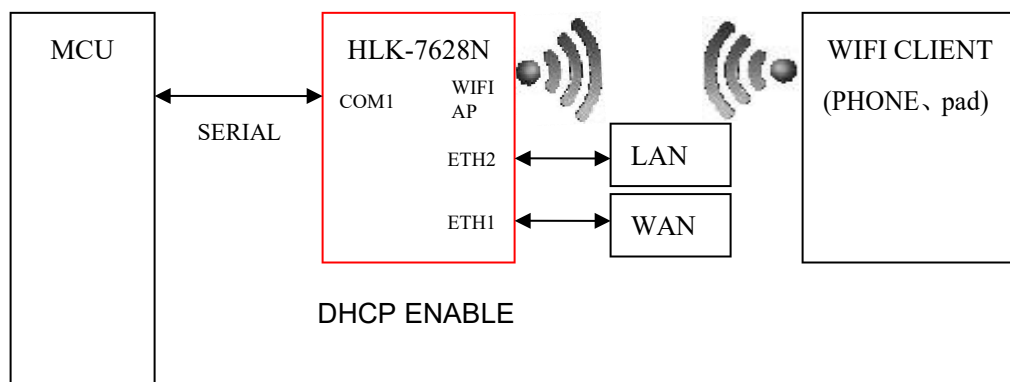 MCU
SERIAL
HLK-7628N
COM1
WIFI
AP
ETH2
ETH1
LAN
WAN
WIFI CLIENT
(PHONE、pad)
DHCP ENABLE